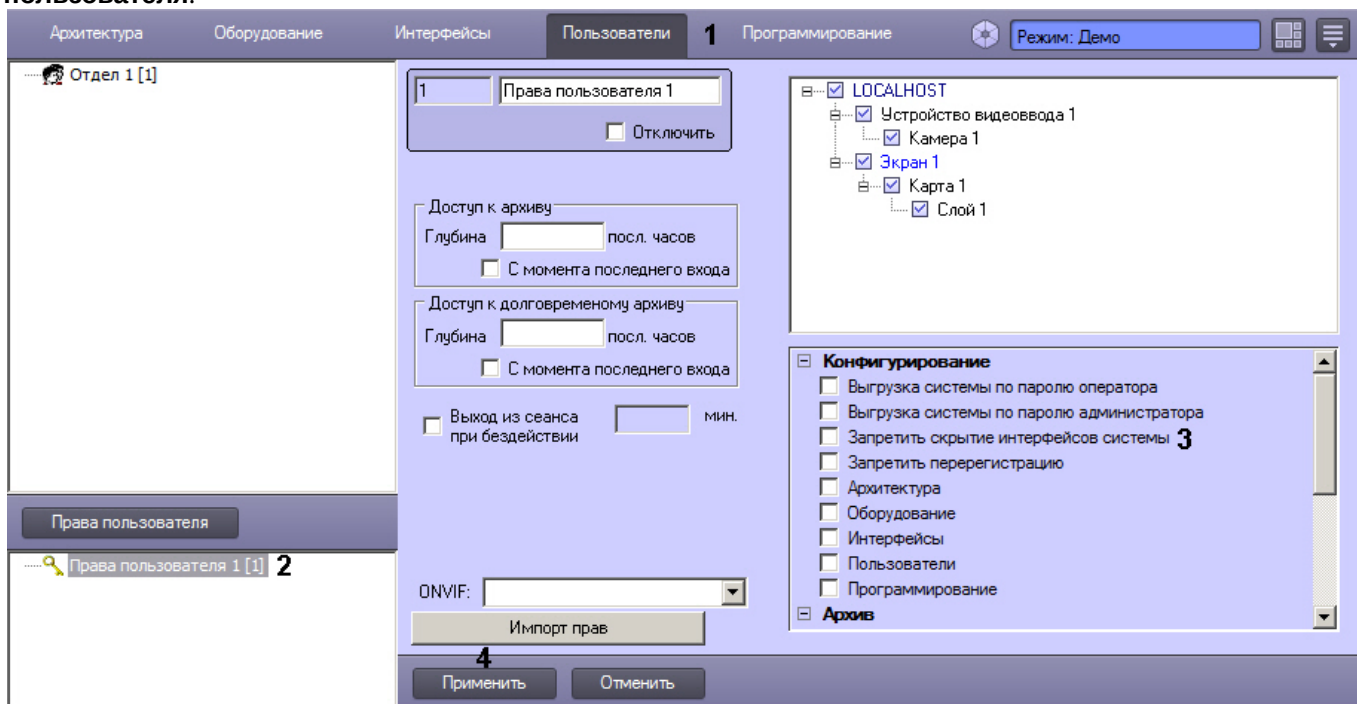 пользователя.
Архитектура Оборудование Интерфейсы Пользователи 1 Программирование Режим: Демо
Отдел 1 [1]
1 Права пользователя 1
Отключить
Доступ к архиву
Глубина посл. часов
С момента последнего входа
Доступ к долговременому архиву
Глубина посл. часов
С момента последнего входа
Выход из сеанса мин.
при бездействии
ONVIF:
Импорт прав
4
Применить Отменить
LOCALHOST
Устройство видеоввода 1
Камера 1
Экран 1
Карта 1
Слой 1
Конфигурирование
Выгрузка системы по паролю оператора
Выгрузка системы по паролю администратора
Запретить скрытие интерфейсов системы 3
Запретить перерегистрацию
Архитектура
Оборудование
Интерфейсы
Пользователи
Программирование
Архив
Права пользователя
Права пользователя 1 [1] 2